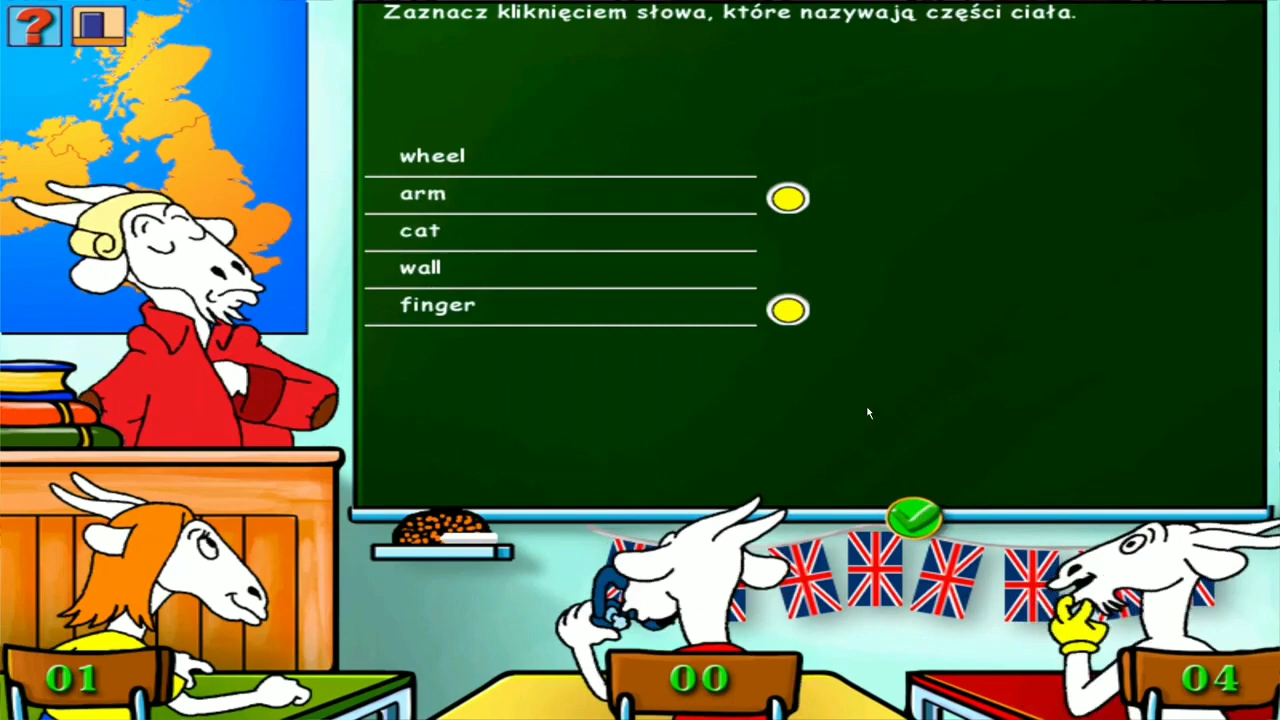 ?
Zaznacz kliknięciem słowa, które nazywają części ciała.
wheel
arm
cat
wall
finger
01
00
04